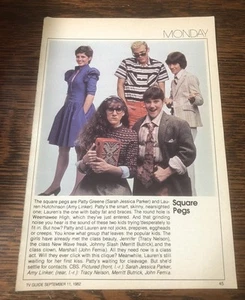 MONDAY
Square
Pegs
The square pegs are Patty Greene (Sarah Jessica Parker) and Lau-
ren Hutchinson (Amy Linker). Patty's the smart, skinny, nearsighted
one; Lauren's the one with baby fat and braces. The round hole is
Weemawee High, which they've just entered. And that grinding
noise you hear is the sound of these two kids trying desperately to
fit in. But how? Patty and Lauren are not picks, preppies, eggheads
or creeps. You know what group that leaves: the popular kids. The
girls have already met the class beauty, Jennifer (Tracy Nelson);
the class New Wave freak, Johnny Slash (Merritt Butrick); and the
class clown, Marshall (John Femia). All they need now is a class
act. Will they ever click with this clique? Meanwhile, Lauren's still
waiting for her first kiss. Patty's waiting for cleavage. But she'd
settle for contacts. CBS. Pictured (front, l.-r.): Sarah Jessica Parker,
Amy Linker; (rear, l.-r.): Tracy Nelson, Merritt Butrick, John Femia.
TV GUIDE SEPTEMBER 11, 1982